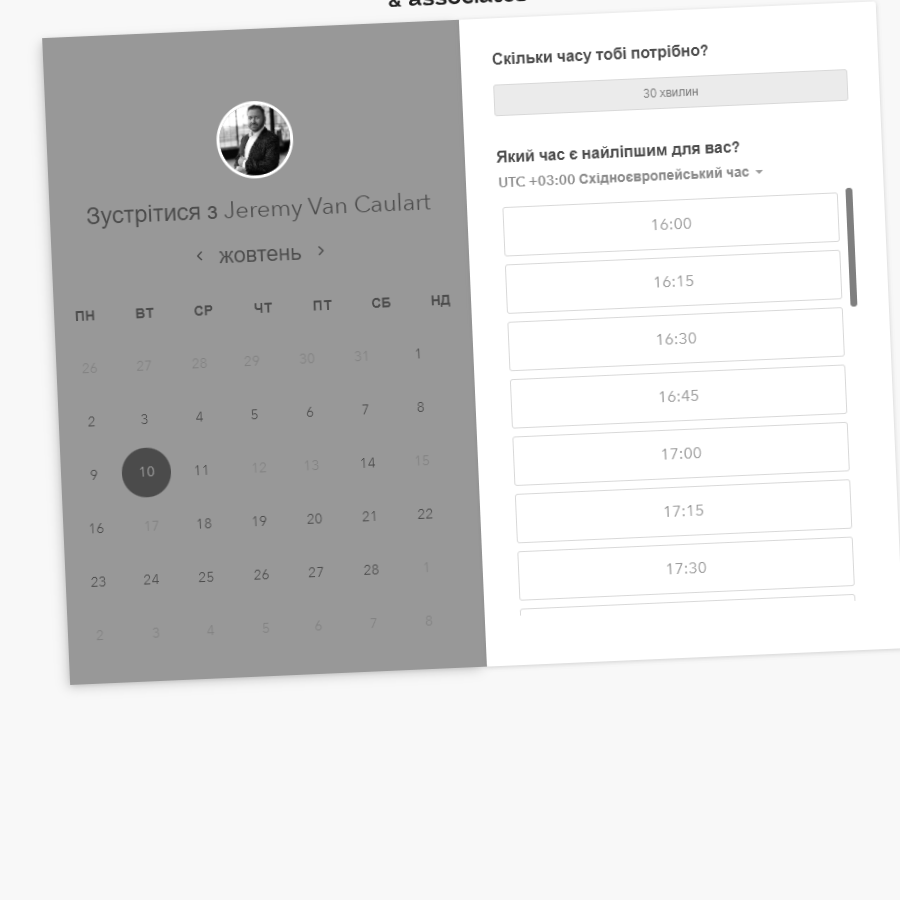 & associates
Зустрітися з Jeremy Van Caulart
‹ жовтень ›
ПН ВТ СР ЧТ ПТ СБ НД
26 27 28 29 30 31 1
2 3 4 5 6 7 8
9 10 11 12 13 14 15
16 17 18 19 20 21 22
23 24 25 26 27 28 1
2 3 4 5 6 7 8
Скільки часу тобі потрібно?
30 хвилин
Який час є найліпшим для вас?
UTC +03:00 Східноєвропейський час
16:00
16:15
16:30
16:45
17:00
17:15
17:30